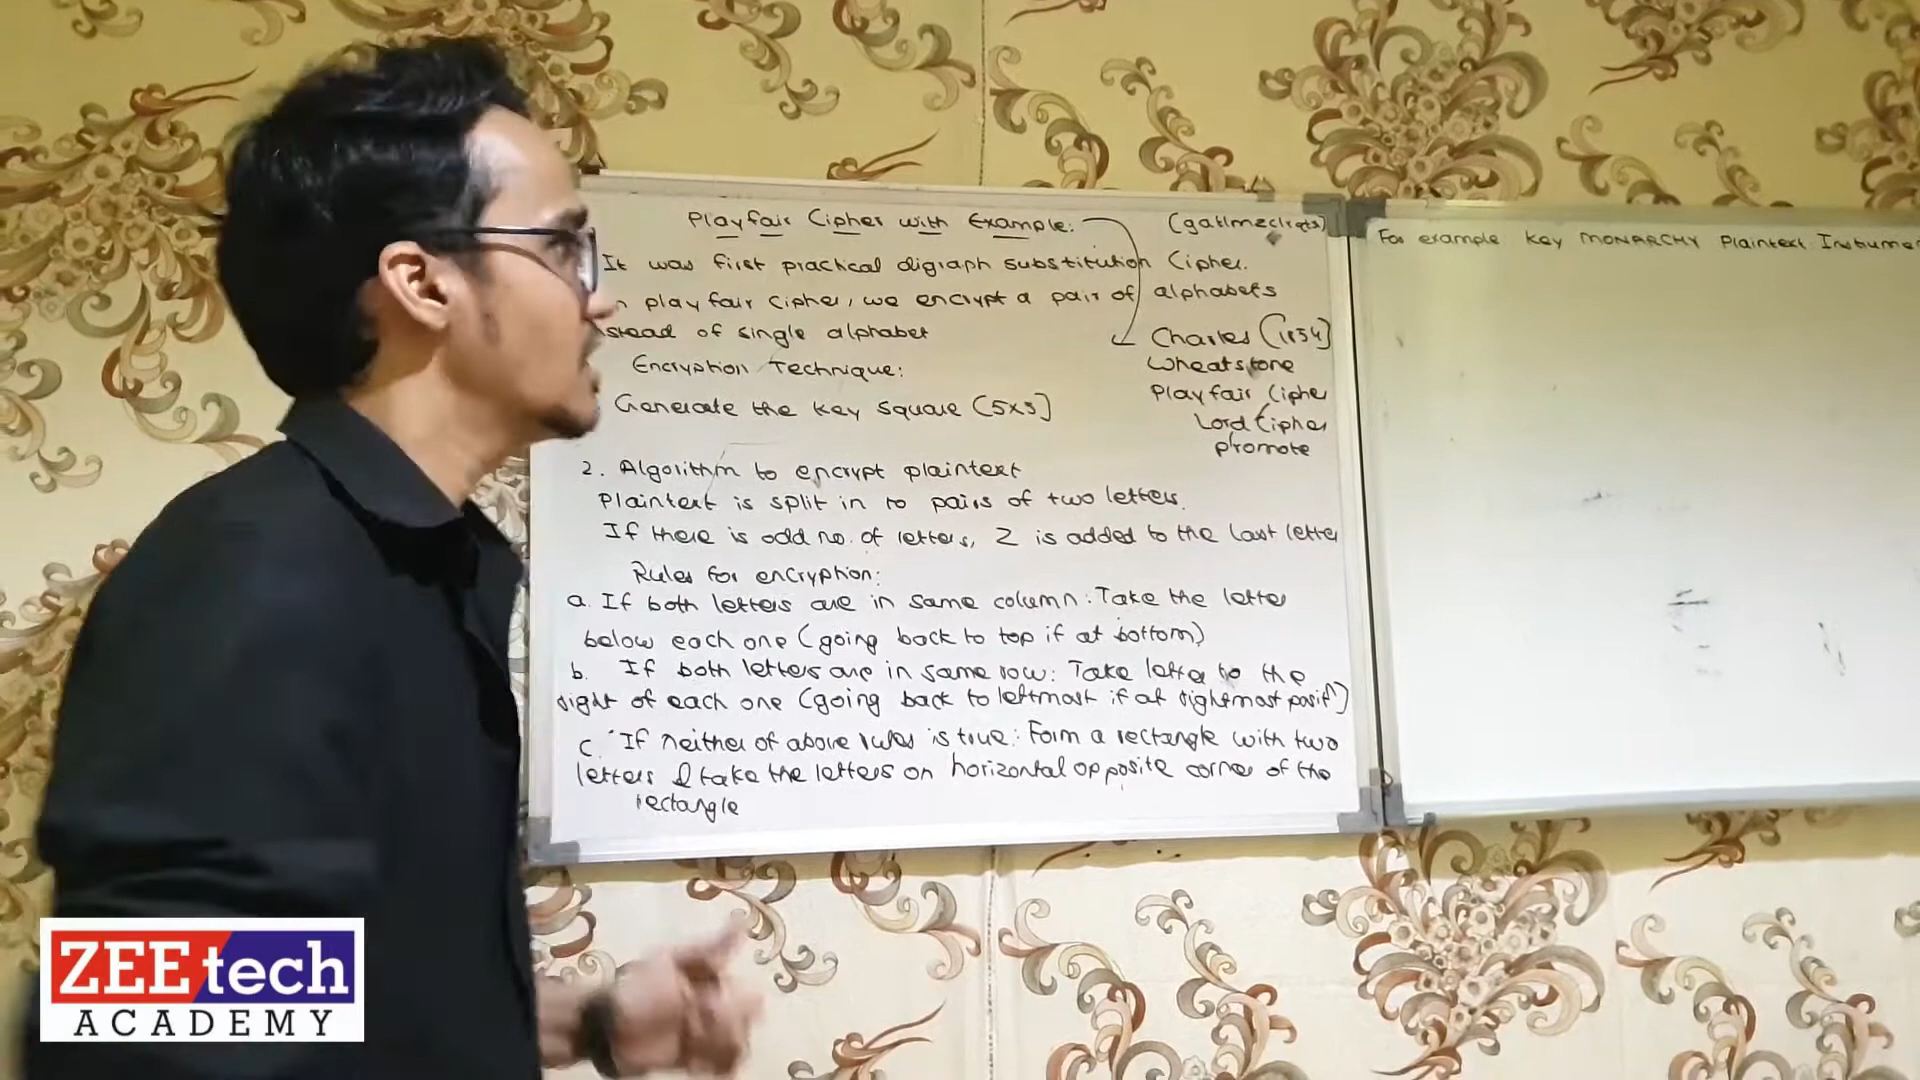 Playfair Cipher with Example:
(gatlmzclrqts)
It was first practical digraph substitution Cipher.
n playfair cipher, we encrypt a pair of alphabets
stead of single alphabet
Charles (1854)
Wheatstone
Encryption Technique:
Playfair Cipher
Generate the key square (5x5)
Lord Cipher
promote
2. Algorithm to encrypt plaintext
Plaintext is split in to pairs of two letters.
If there is odd no. of letters, Z is added to the last letter
Rules for encryption:
a. If both letters are in same column: Take the letter
below each one (going back to top if at bottom)
b. If both letters are in same row: Take letter to the
right of each one (going back to leftmost if at rightmost positn)
c. If neither of above rules is true: Form a rectangle with two
letters & take the letters on horizontal opposite corner of the
rectangle
For example key MONARCHY Plaintext Instrumen
ZEE tech
ACADEMY